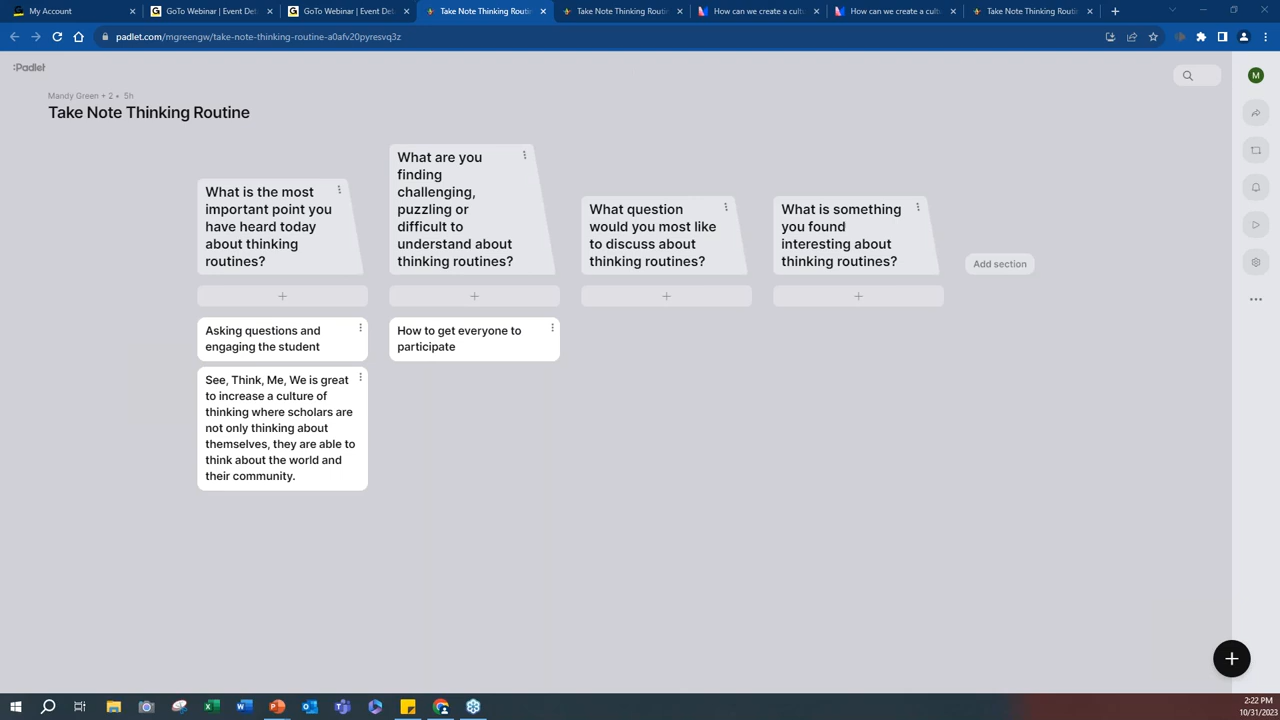 My Account
GoTo Webinar | Event Det
GoTo Webinar | Event Det
Take Note Thinking Routin
Take Note Thinking Routin
How can we create a cultu
How can we create a cultu
Take Note Thinking Routin
padlet.com/mgreengw/take-note-thinking-routine-a0afv20pyresvq3z
:Padlet
Mandy Green + 2 • 5h
Take Note Thinking Routine
M
What is the most
important point you
have heard today
about thinking
routines?
Asking questions and
engaging the student
See, Think, Me, We is great
to increase a culture of
thinking where scholars are
not only thinking about
themselves, they are able to
think about the world and
their community.
What are you
finding
challenging,
puzzling or
difficult to
understand about
thinking routines?
How to get everyone to
participate
What question
would you most like
to discuss about
thinking routines?
What is something
you found
interesting about
thinking routines?
Add section
2:22 PM
10/31/2023